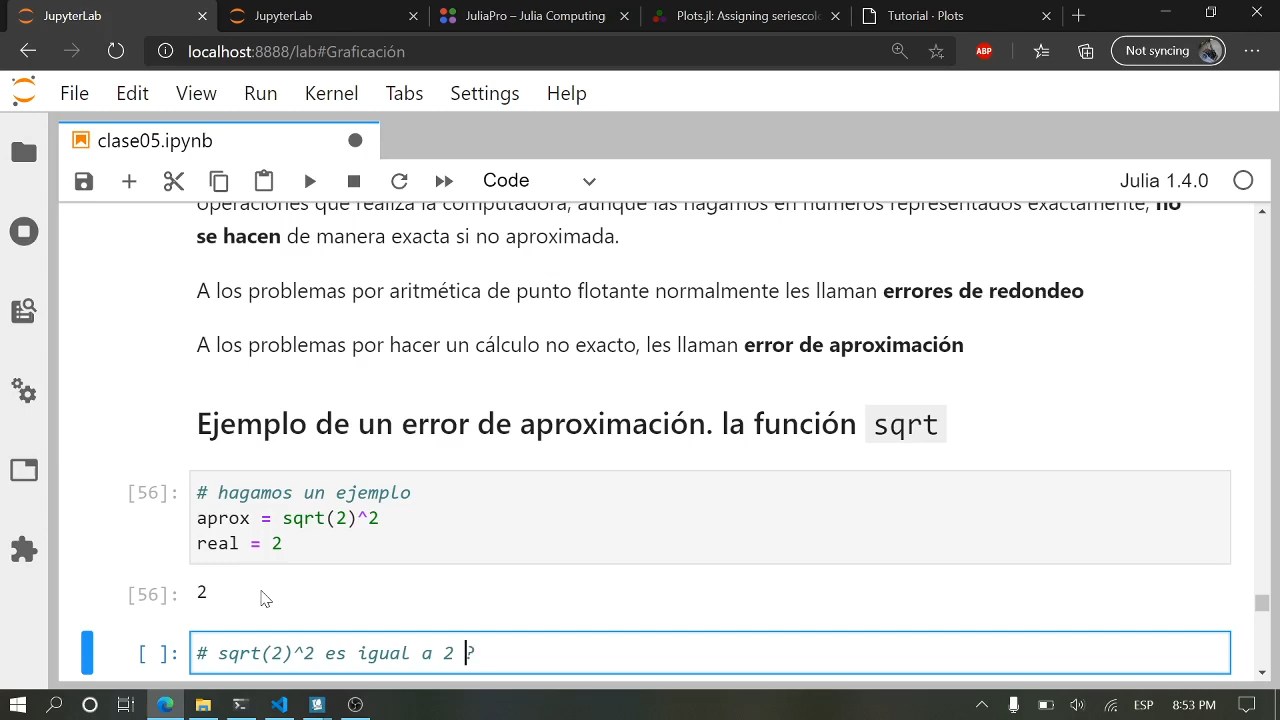 JupyterLab
JupyterLab
JuliaPro – Julia Computing
Plots.jl: Assigning seriescolo
Tutorial · Plots
localhost:8888/lab#Graficación
ABP
Not syncing
File Edit View Run Kernel Tabs Settings Help
clase05.ipynb
Code
Julia 1.4.0
operaciones que realiza la computadora, aunque las hagamos en números representados exactamente, no
se hacen de manera exacta si no aproximada.
A los problemas por aritmética de punto flotante normalmente les llaman errores de redondeo
A los problemas por hacer un cálculo no exacto, les llaman error de aproximación
Ejemplo de un error de aproximación. la función sqrt
[56]: # hagamos un ejemplo
aprox = sqrt(2)^2
real = 2
[56]: 2
[ ]: # sqrt(2)^2 es igual a 2 ?
ESP 8:53 PM